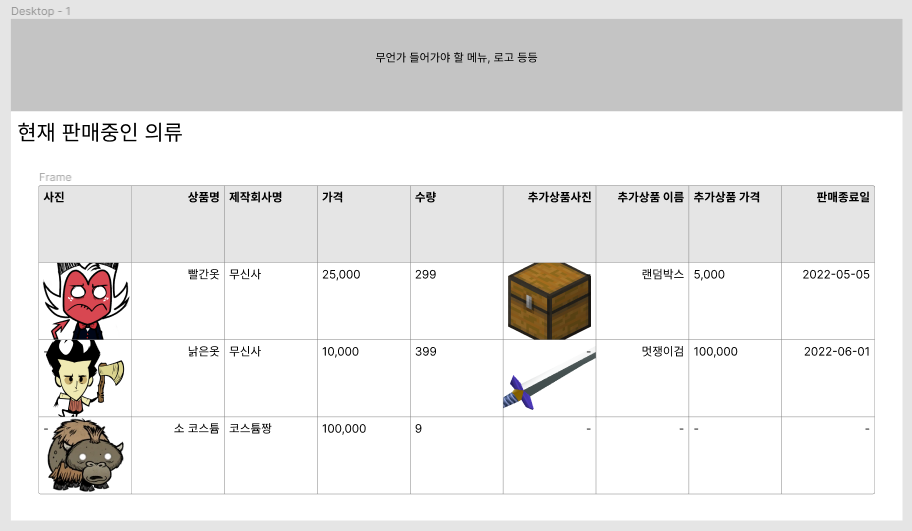 Desktop - 1
무언가 들어가야 할 메뉴, 로고 등등
현재 판매중인 의류
Frame
사진 상품명 제작회사명 가격 수량 추가상품사진 추가상품 이름 추가상품 가격 판매종료일
빨간옷 무신사 25,000 299 랜덤박스 5,000 2022-05-05
- 낡은옷 무신사 10,000 399 - 멋쟁이검 100,000 2022-06-01
- 소 코스튬 코스튬짱 100,000 9 - - - -